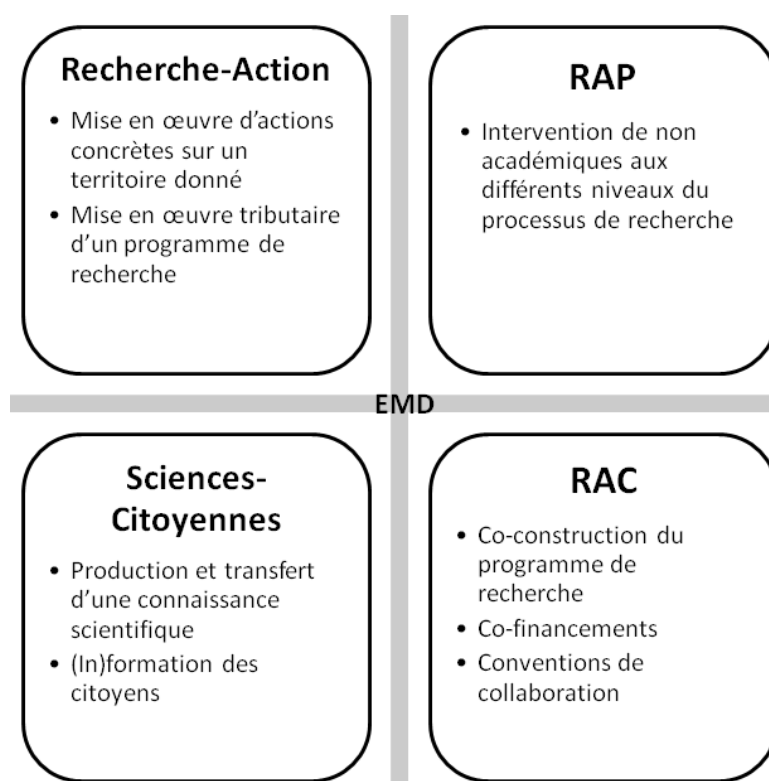 Recherche-Action
• Mise en œuvre d'actions
concrètes sur un
territoire donné
• Mise en œuvre tributaire
d'un programme de
recherche
RAP
• Intervention de non
académiques aux
différents niveaux du
processus de recherche
EMD
Sciences-
Citoyennes
• Production et transfert
d'une connaissance
scientifique
• (In)formation des
citoyens
RAC
• Co-construction du
programme de
recherche
• Co-financements
• Conventions de
collaboration